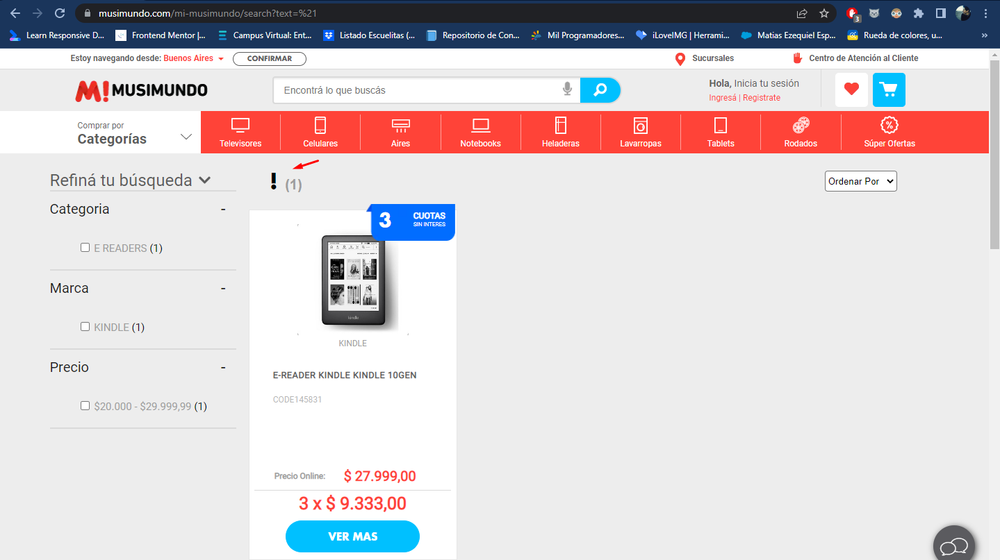 musimundo.com/mi-musimundo/search?text=%21
3
Learn Responsive D... Frontend Mentor |... Campus Virtual: Ent... Listado Escuelitas (... Repositorio de Con... Mil Programadores... iLoveIMG | Herrami... Matias Ezequiel Esp... Rueda de colores, u... »
Estoy navegando desde: Buenos Aires CONFIRMAR Sucursales Centro de Atención al Cliente
M! MUSIMUNDO Encontrá lo que buscás Hola, Inicia tu sesión
Ingresá | Registrate
Comprar por
Categorías
Televisores Celulares Aires Notebooks Heladeras Lavarropas Tablets Rodados Súper Ofertas
Refiná tu búsqueda ! (1) Ordenar Por
Categoria -
E READERS (1)
Marca -
KINDLE (1)
Precio -
$20.000 - $29.999,99 (1)
3 CUOTAS
SIN INTERES
kindle
KINDLE
E-READER KINDLE KINDLE 10GEN
CODE145831
Precio Online: $ 27.999,00
3 x $ 9.333,00
VER MAS